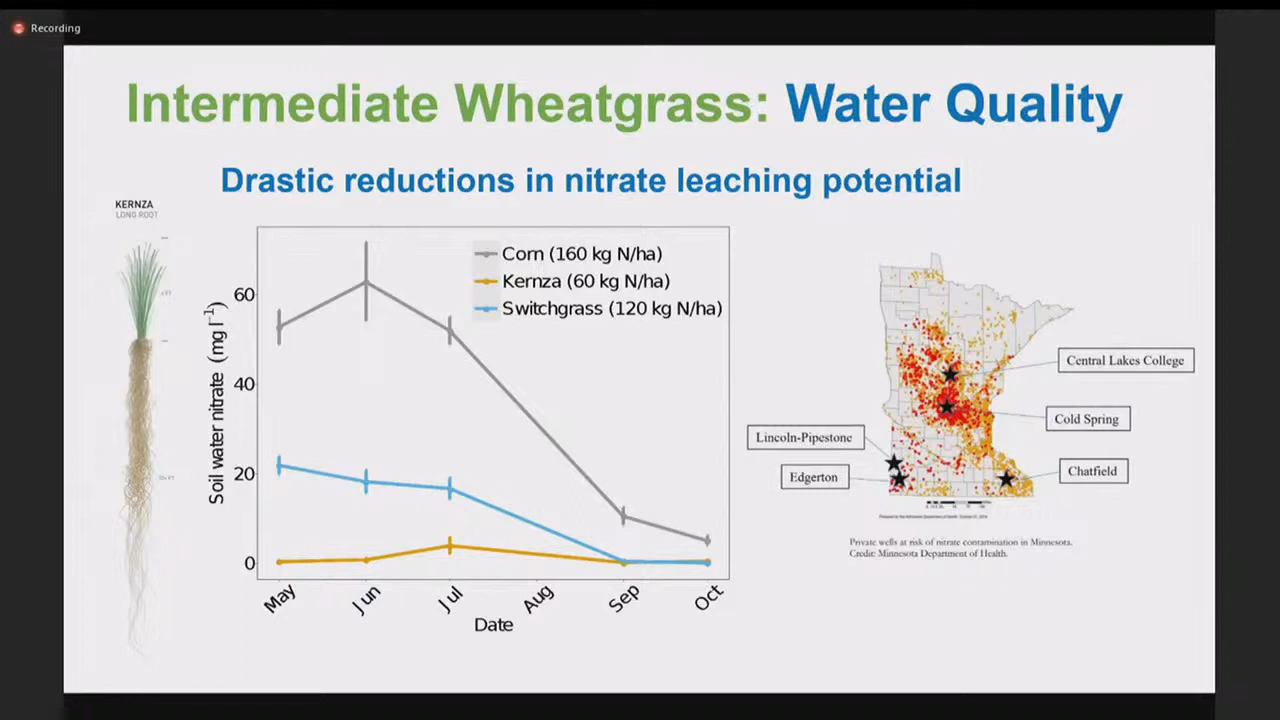 Recording
Intermediate Wheatgrass: Water Quality
Drastic reductions in nitrate leaching potential
KERNZA
LONG ROOT
Corn (160 kg N/ha)
Kernza (60 kg N/ha)
Switchgrass (120 kg N/ha)
Soil water nitrate (mg l⁻¹)
60
40
20
0
May
Jun
Jul
Aug
Sep
Oct
Date
Central Lakes College
Cold Spring
Lincoln-Pipestone
Edgerton
Chatfield
Private wells at risk of nitrate contamination in Minnesota.
Credit: Minnesota Department of Health.